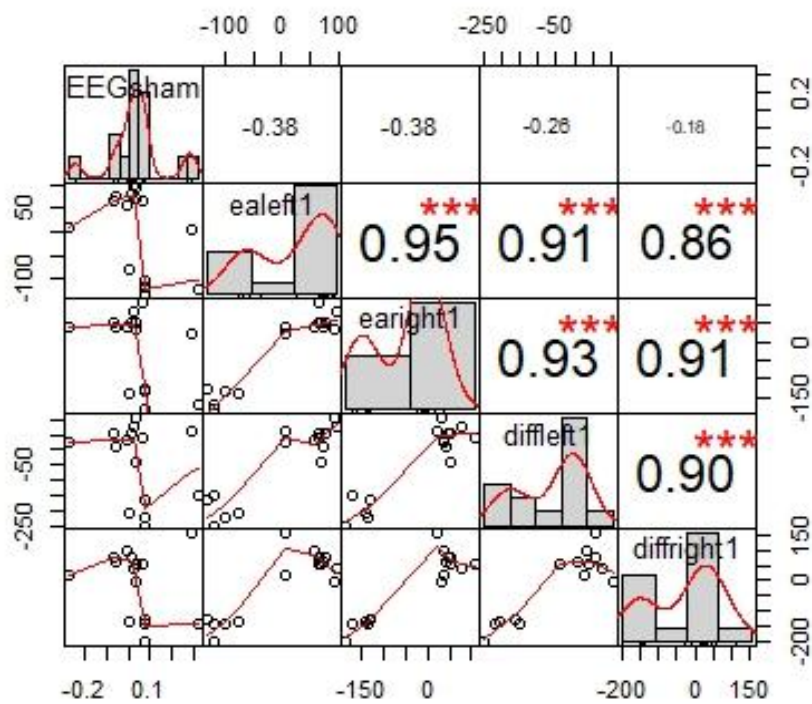 -100 0 100 -250 -50
EEGsham -0.38 -0.38 -0.26 -0.18 -0.2 0.2
-100 50 ealeft1 0.95 *** 0.91 *** 0.86 ***
earight1 0.93 *** 0.91 *** -150 0
-250 -50 diffleft1 0.90 ***
diffright1 -200 0 150
-0.2 0.1 -150 0 -200 0 150